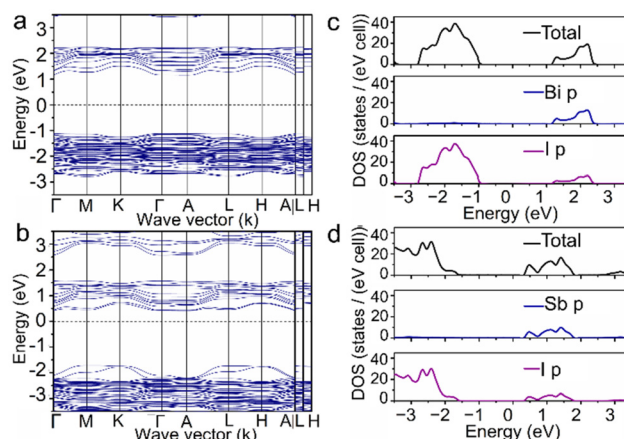 a
Energy (eV)
3
2
1
0
-1
-2
-3
Γ M K Γ A L H A|L H
Wave vector (k)
b
Energy (eV)
3
2
1
0
-1
-2
-3
Γ M K Γ A L H A|L H
Wave vector (k)
c
DOS (states / (eV cell))
40
20
0
Total
40
20
0
Bi p
40
20
0
I p
-3 -2 -1 0 1 2 3
Energy (eV)
d
DOS (states / (eV cell))
40
20
0
Total
40
20
0
Sb p
40
20
0
I p
-3 -2 -1 0 1 2 3
Energy (eV)